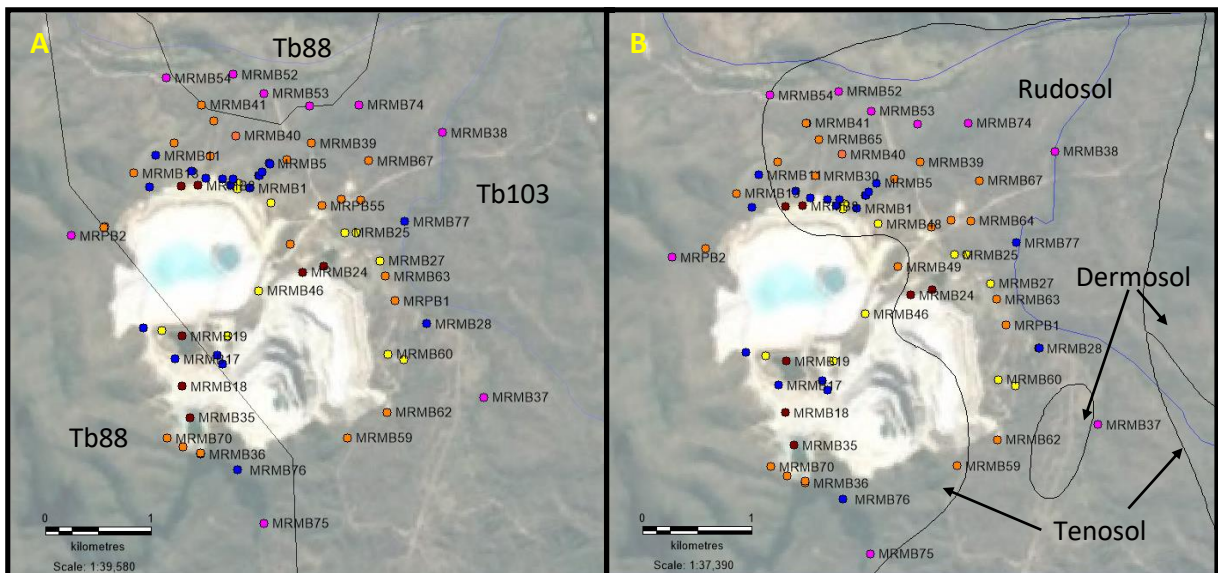 A
Tb88
MRMB54
MRMB52
MRMB53
MRMB41
MRMB74
MRMB40
MRMB39
MRMB38
MRMB11
MRMB5
MRMB67
MRMB1
Tb103
MRPB55
MRPB2
MRMB77
MRMB25
MRMB27
MRMB24
MRMB63
MRMB46
MRPB1
MRMB28
MRMB19
MRMB17
MRMB60
MRMB18
MRMB37
MRMB35
MRMB62
Tb88
MRMB70
MRMB59
MRMB36
MRMB76
MRMB75
0 1
kilometres
Scale: 1:39,580
B
Rudosol
MRMB54
MRMB52
MRMB53
MRMB41
MRMB74
MRMB65
MRMB40
MRMB38
MRMB39
MRMB30
MRMB5
MRMB67
MRMB1
MRMB48
MRMB64
MRMB77
MRPB2
MRMB25
MRMB49
Dermosol
MRMB27
MRMB24
MRMB63
MRMB46
MRPB1
MRMB28
MRMB19
MRMB17
MRMB60
MRMB18
MRMB37
MRMB35
MRMB62
MRMB70
MRMB59
MRMB36
MRMB76
Tenosol
MRMB75
0 1
kilometres
Scale: 1:37,390